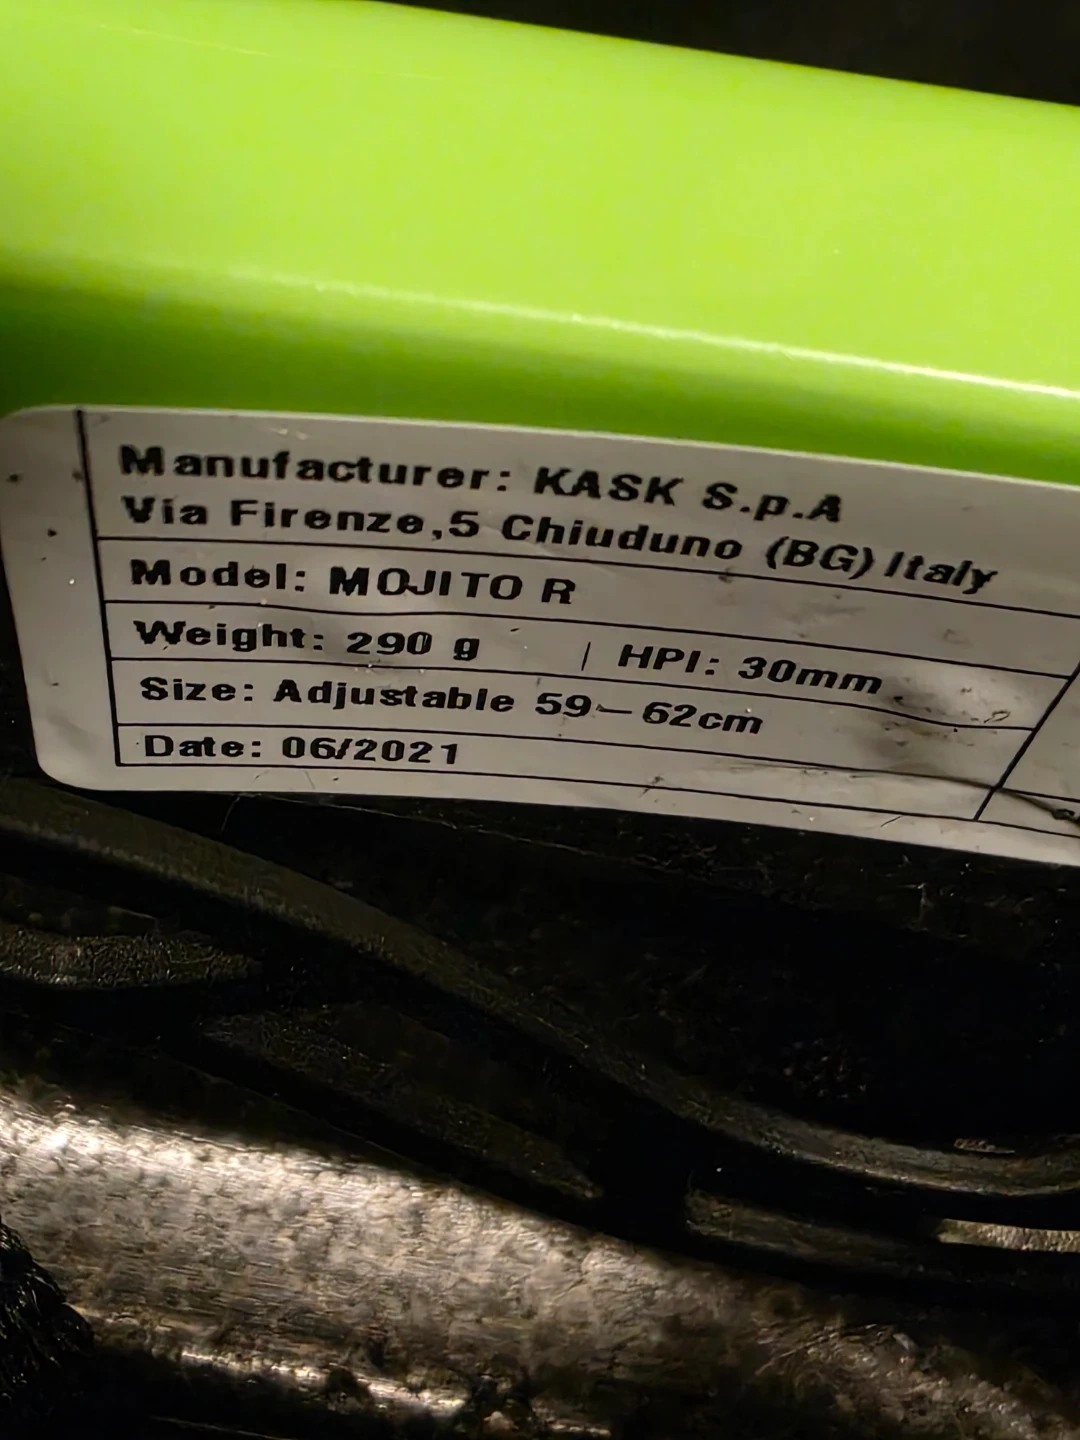 Manufacturer: KASK S.p.A
Via Firenze,5 Chiuduno (BG) Italy
Model: MOJITO R
Weight: 290 g | HPI: 30mm
Size: Adjustable 59-62cm
Date: 06/2021